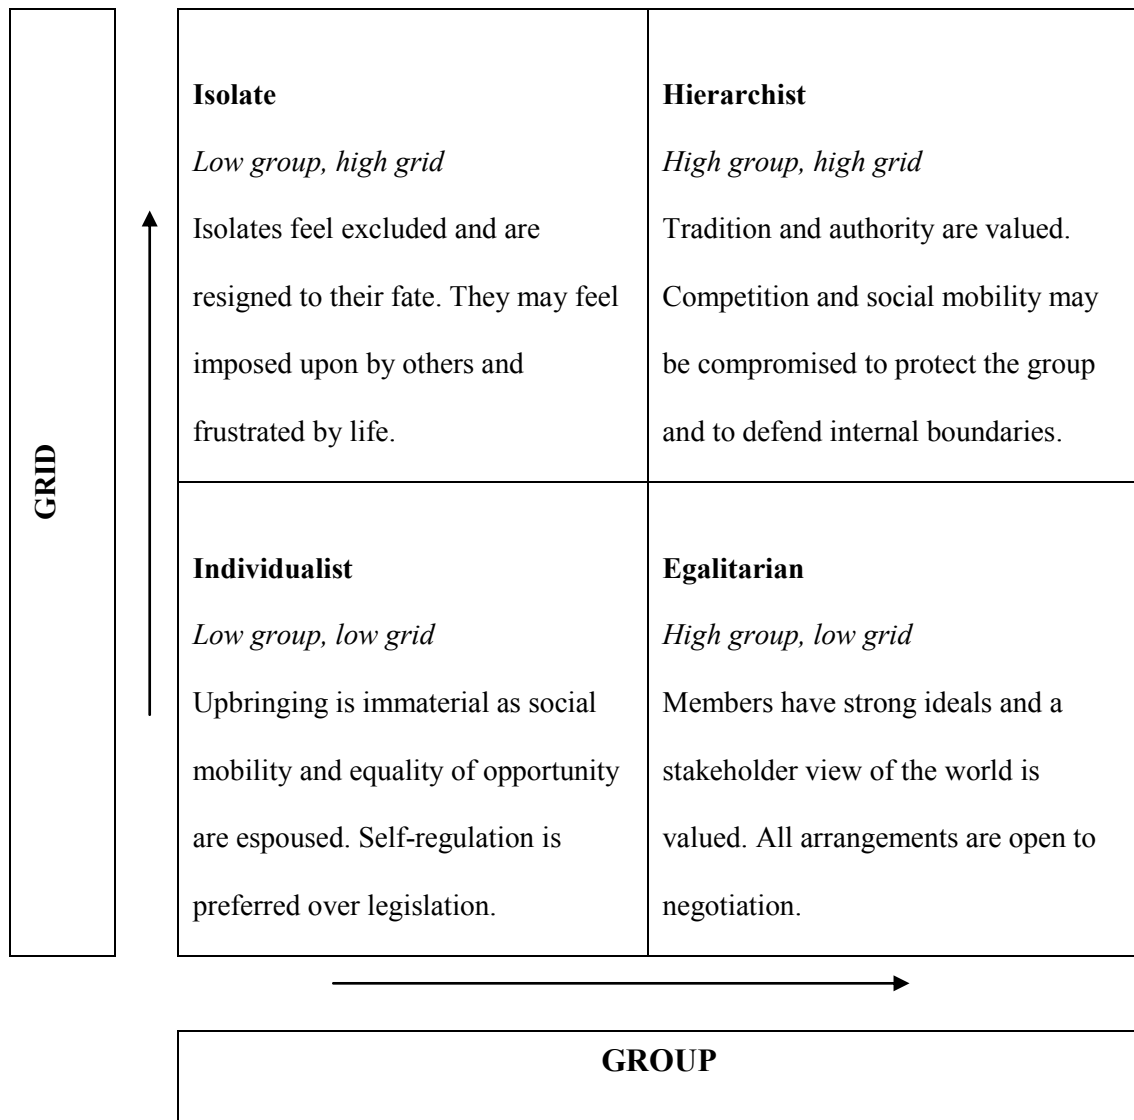 Isolate
Low group, high grid
Isolates feel excluded and are
resigned to their fate. They may feel
imposed upon by others and
frustrated by life.
Hierarchist
High group, high grid
Tradition and authority are valued.
Competition and social mobility may
be compromised to protect the group
and to defend internal boundaries.
GRID
Individualist
Low group, low grid
Upbringing is immaterial as social
mobility and equality of opportunity
are espoused. Self-regulation is
preferred over legislation.
Egalitarian
High group, low grid
Members have strong ideals and a
stakeholder view of the world is
valued. All arrangements are open to
negotiation.
GROUP